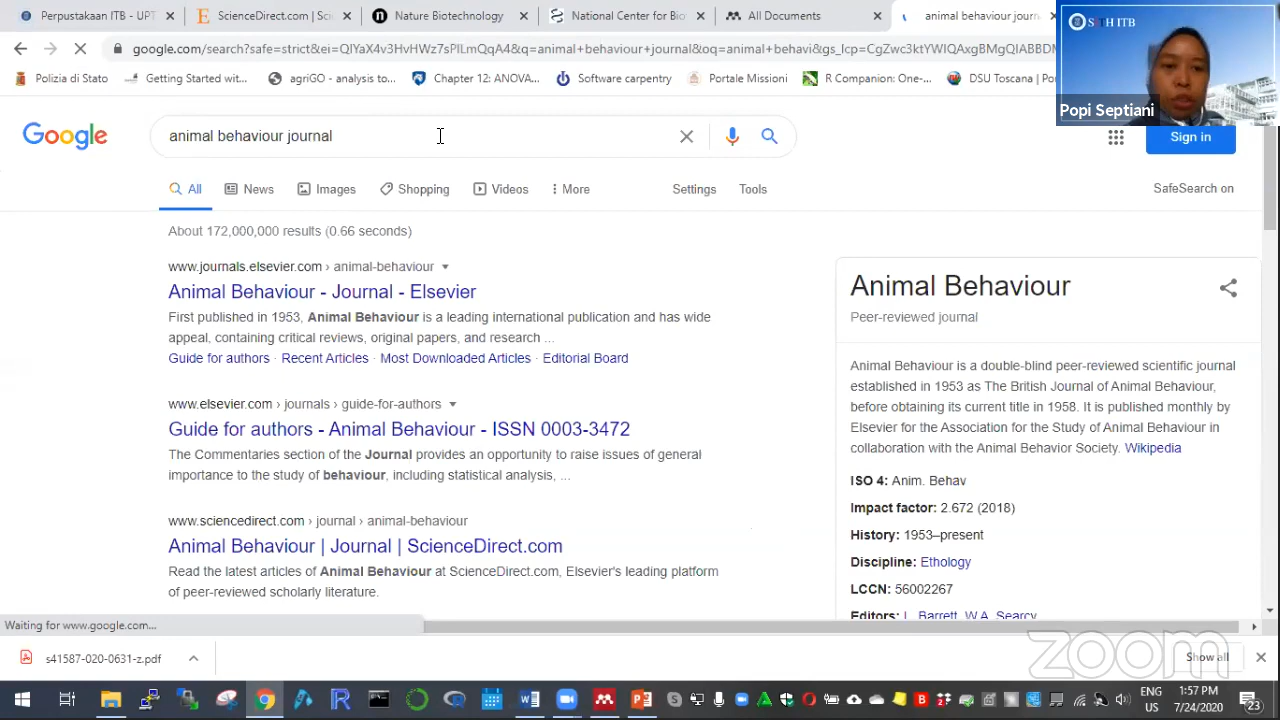 Perpustakaan ITB - UPT
ScienceDirect.com | Sci
Nature Biotechnology
National Center for Bio
All Documents
animal behaviour journ
google.com/search?safe=strict&ei=QIYaX4v3HvHWz7sPlLmQqA4&q=animal+behaviour+journal&oq=animal+behavi&gs_lcp=CgZwc3ktYWIQAxgBMgQIABBDM
Polizia di Stato
Getting Started wit...
agriGO - analysis to...
Chapter 12: ANOVA...
Software carpentry
Portale Missioni
R Companion: One-...
DSU Toscana | Po
SITH ITB
Popi Septiani
Google
animal behaviour journal
Sign in
All
News
Images
Shopping
Videos
More
Settings
Tools
SafeSearch on
About 172,000,000 results (0.66 seconds)
www.journals.elsevier.com › animal-behaviour
Animal Behaviour - Journal - Elsevier
First published in 1953, Animal Behaviour is a leading international publication and has wide
appeal, containing critical reviews, original papers, and research ...
Guide for authors · Recent Articles · Most Downloaded Articles · Editorial Board
www.elsevier.com › journals › guide-for-authors
Guide for authors - Animal Behaviour - ISSN 0003-3472
The Commentaries section of the Journal provides an opportunity to raise issues of general
importance to the study of behaviour, including statistical analysis, ...
www.sciencedirect.com › journal › animal-behaviour
Animal Behaviour | Journal | ScienceDirect.com
Read the latest articles of Animal Behaviour at ScienceDirect.com, Elsevier's leading platform
of peer-reviewed scholarly literature.
Animal Behaviour
Peer-reviewed journal
Animal Behaviour is a double-blind peer-reviewed scientific journal
established in 1953 as The British Journal of Animal Behaviour,
before obtaining its current title in 1958. It is published monthly by
Elsevier for the Association for the Study of Animal Behaviour in
collaboration with the Animal Behavior Society. Wikipedia
ISO 4: Anim. Behav
Impact factor: 2.672 (2018)
History: 1953–present
Discipline: Ethology
LCCN: 56002267
Editors: L. Barrett, W.A. Searcy
Waiting for www.google.com...
s41587-020-0631-z.pdf
Show all
zoom
ENG
US
1:57 PM
7/24/2020
23